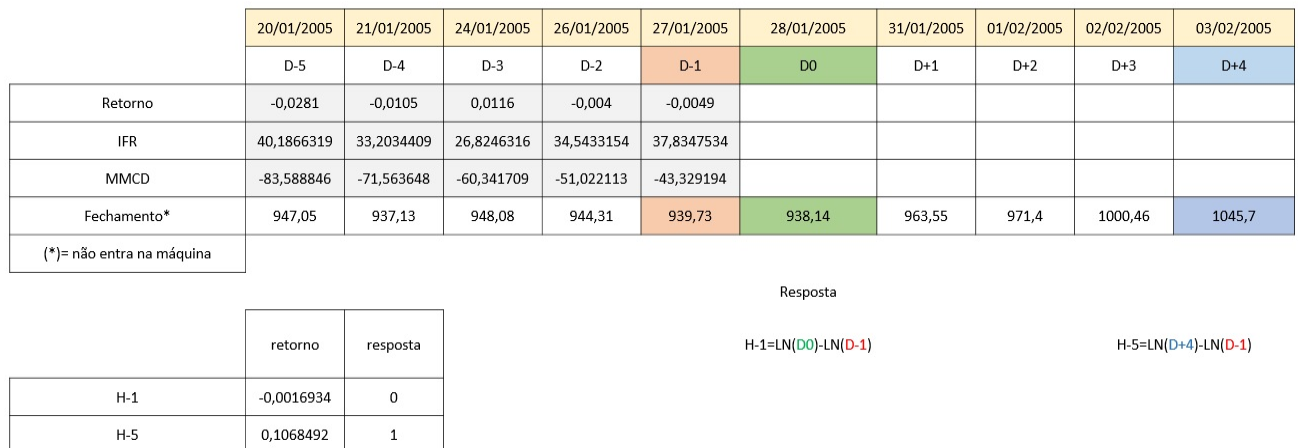 20/01/2005 21/01/2005 24/01/2005 26/01/2005 27/01/2005 28/01/2005 31/01/2005 01/02/2005 02/02/2005 03/02/2005
D-5 D-4 D-3 D-2 D-1 D0 D+1 D+2 D+3 D+4
Retorno -0,0281 -0,0105 0,0116 -0,004 -0,0049
IFR 40,1866319 33,2034409 26,8246316 34,5433154 37,8347534
MMCD -83,588846 -71,563648 -60,341709 -51,022113 -43,329194
Fechamento* 947,05 937,13 948,08 944,31 939,73 938,14 963,55 971,4 1000,46 1045,7
(*)= não entra na máquina
Resposta
retorno resposta H-1=LN(D0)-LN(D-1) H-5=LN(D+4)-LN(D-1)
H-1 -0,0016934 0
H-5 0,1068492 1